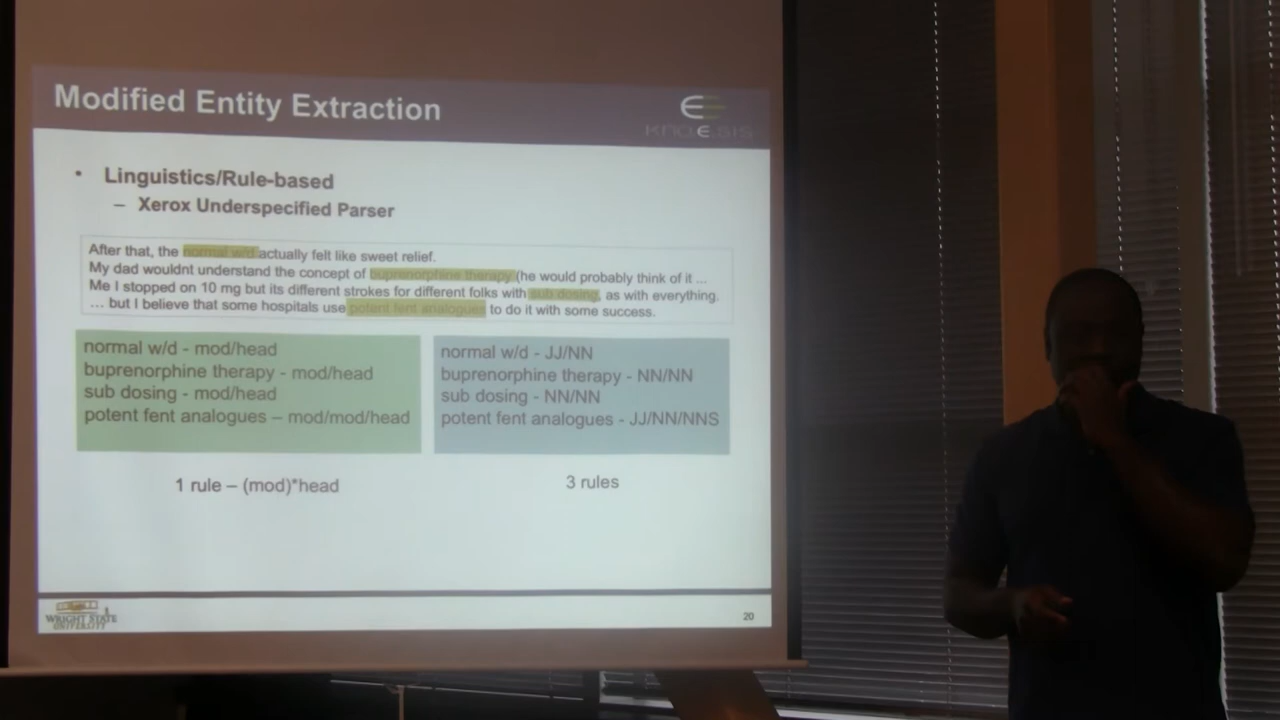 Modified Entity Extraction
KNO.E.SIS
• Linguistics/Rule-based
– Xerox Underspecified Parser
After that, the normal w/d actually felt like sweet relief.
My dad wouldnt understand the concept of buprenorphine therapy (he would probably think of it ...
Me I stopped on 10 mg but its different strokes for different folks with sub dosing, as with everything.
... but I believe that some hospitals use potent fent analogues to do it with some success.
normal w/d - mod/head
buprenorphine therapy - mod/head
sub dosing - mod/head
potent fent analogues – mod/mod/head
normal w/d - JJ/NN
buprenorphine therapy - NN/NN
sub dosing - NN/NN
potent fent analogues - JJ/NN/NNS
1 rule – (mod)*head
3 rules
WRIGHT STATE
UNIVERSITY
20